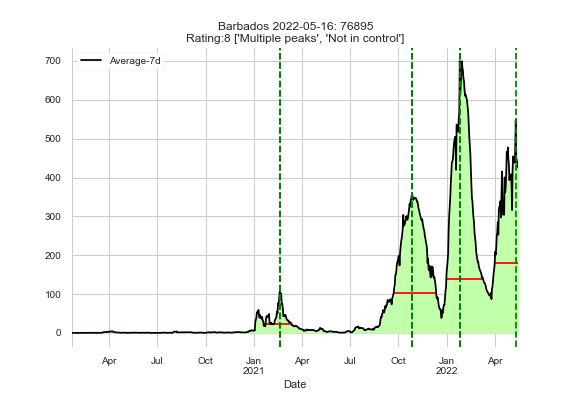 Barbados 2022-05-16: 76895
Rating:8 ['Multiple peaks', 'Not in control']
Average-7d
700
600
500
400
300
200
100
0
Apr Jul Oct Jan Apr Jul Oct Jan Apr
2021 2022
Date